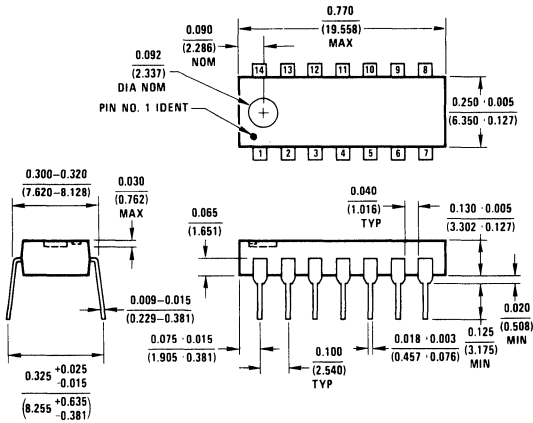 0.770
(19.558)
MAX
0.090
(2.286)
NOM
0.092
(2.337)
DIA NOM
PIN NO. 1 IDENT
14 13 12 11 10 9 8
1 2 3 4 5 6 7
0.250 · 0.005
(6.350 · 0.127)
0.300–0.320
(7.620–8.128)
0.030
(0.762)
MAX
0.065
(1.651)
0.040
(1.016)
TYP
0.130 · 0.005
(3.302 · 0.127)
0.009–0.015
(0.229–0.381)
0.020
(0.508)
MIN
0.075 · 0.015
(1.905 · 0.381)
0.100
(2.540)
TYP
0.018 · 0.003
(0.457 · 0.076)
0.125
(3.175)
MIN
0.325 +0.025
-0.015
(8.255 +0.635
-0.381)